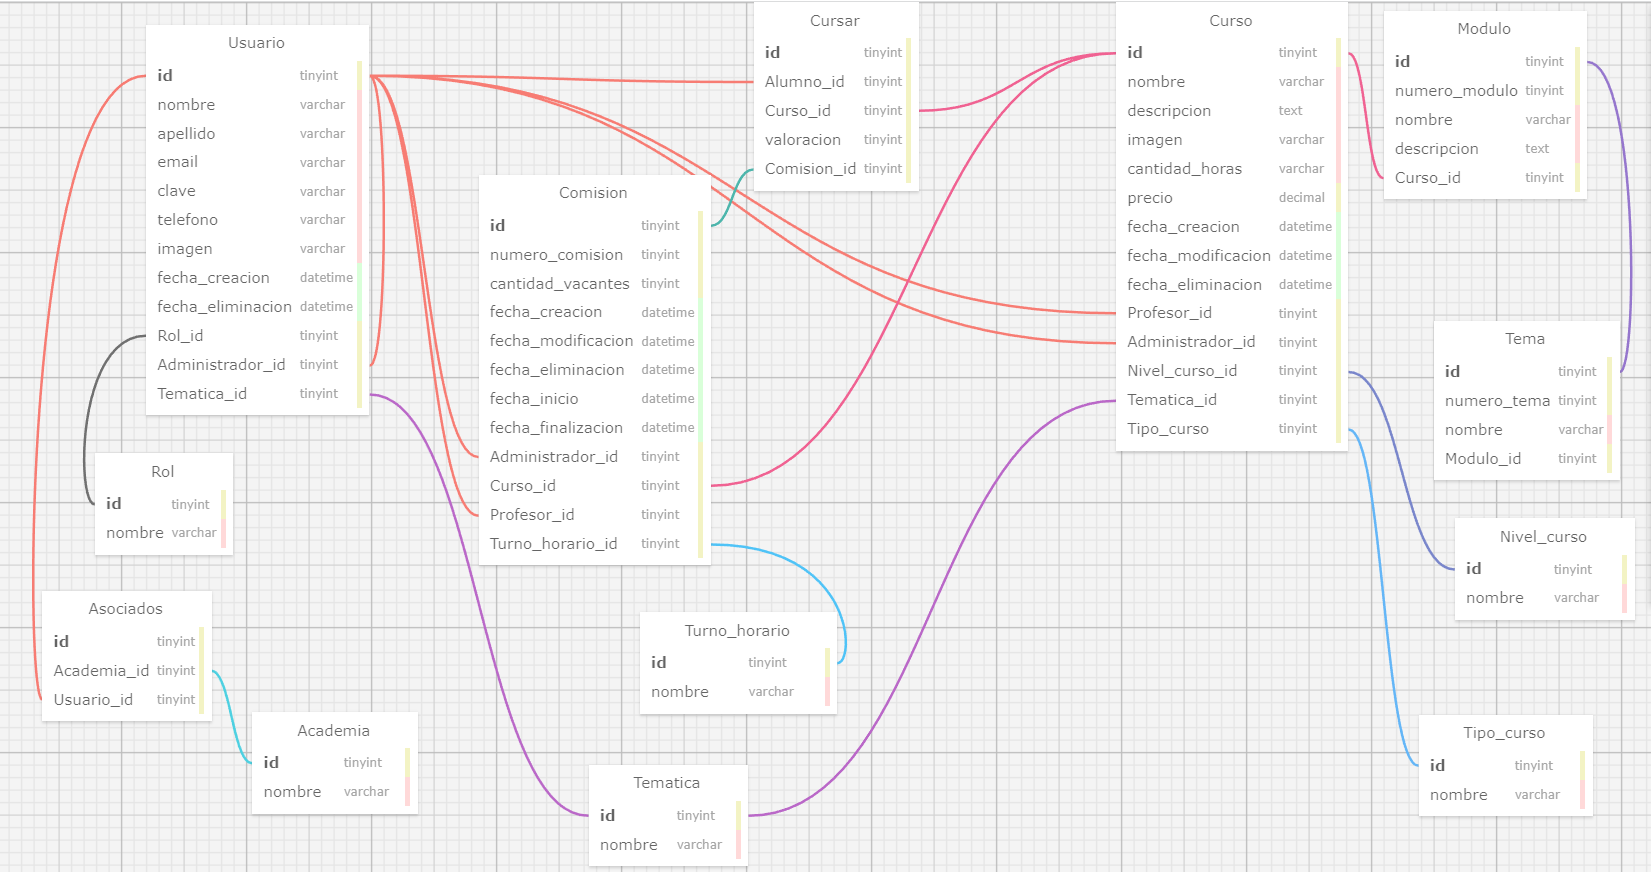 Usuario
id tinyint
nombre varchar
apellido varchar
email varchar
clave varchar
telefono varchar
imagen varchar
fecha_creacion datetime
fecha_eliminacion datetime
Rol_id tinyint
Administrador_id tinyint
Tematica_id tinyint
Rol
id tinyint
nombre varchar
Asociados
id tinyint
Academia_id tinyint
Usuario_id tinyint
Academia
id tinyint
nombre varchar
Comision
id tinyint
numero_comision tinyint
cantidad_vacantes tinyint
fecha_creacion datetime
fecha_modificacion datetime
fecha_eliminacion datetime
fecha_inicio datetime
fecha_finalizacion datetime
Administrador_id tinyint
Curso_id tinyint
Profesor_id tinyint
Turno_horario_id tinyint
Turno_horario
id tinyint
nombre varchar
Tematica
id tinyint
nombre varchar
Cursar
id tinyint
Alumno_id tinyint
Curso_id tinyint
valoracion tinyint
Comision_id tinyint
Curso
id tinyint
nombre varchar
descripcion text
imagen varchar
cantidad_horas varchar
precio decimal
fecha_creacion datetime
fecha_modificacion datetime
fecha_eliminacion datetime
Profesor_id tinyint
Administrador_id tinyint
Nivel_curso_id tinyint
Tematica_id tinyint
Tipo_curso tinyint
Modulo
id tinyint
numero_modulo tinyint
nombre varchar
descripcion text
Curso_id tinyint
Tema
id tinyint
numero_tema tinyint
nombre varchar
Modulo_id tinyint
Nivel_curso
id tinyint
nombre varchar
Tipo_curso
id tinyint
nombre varchar